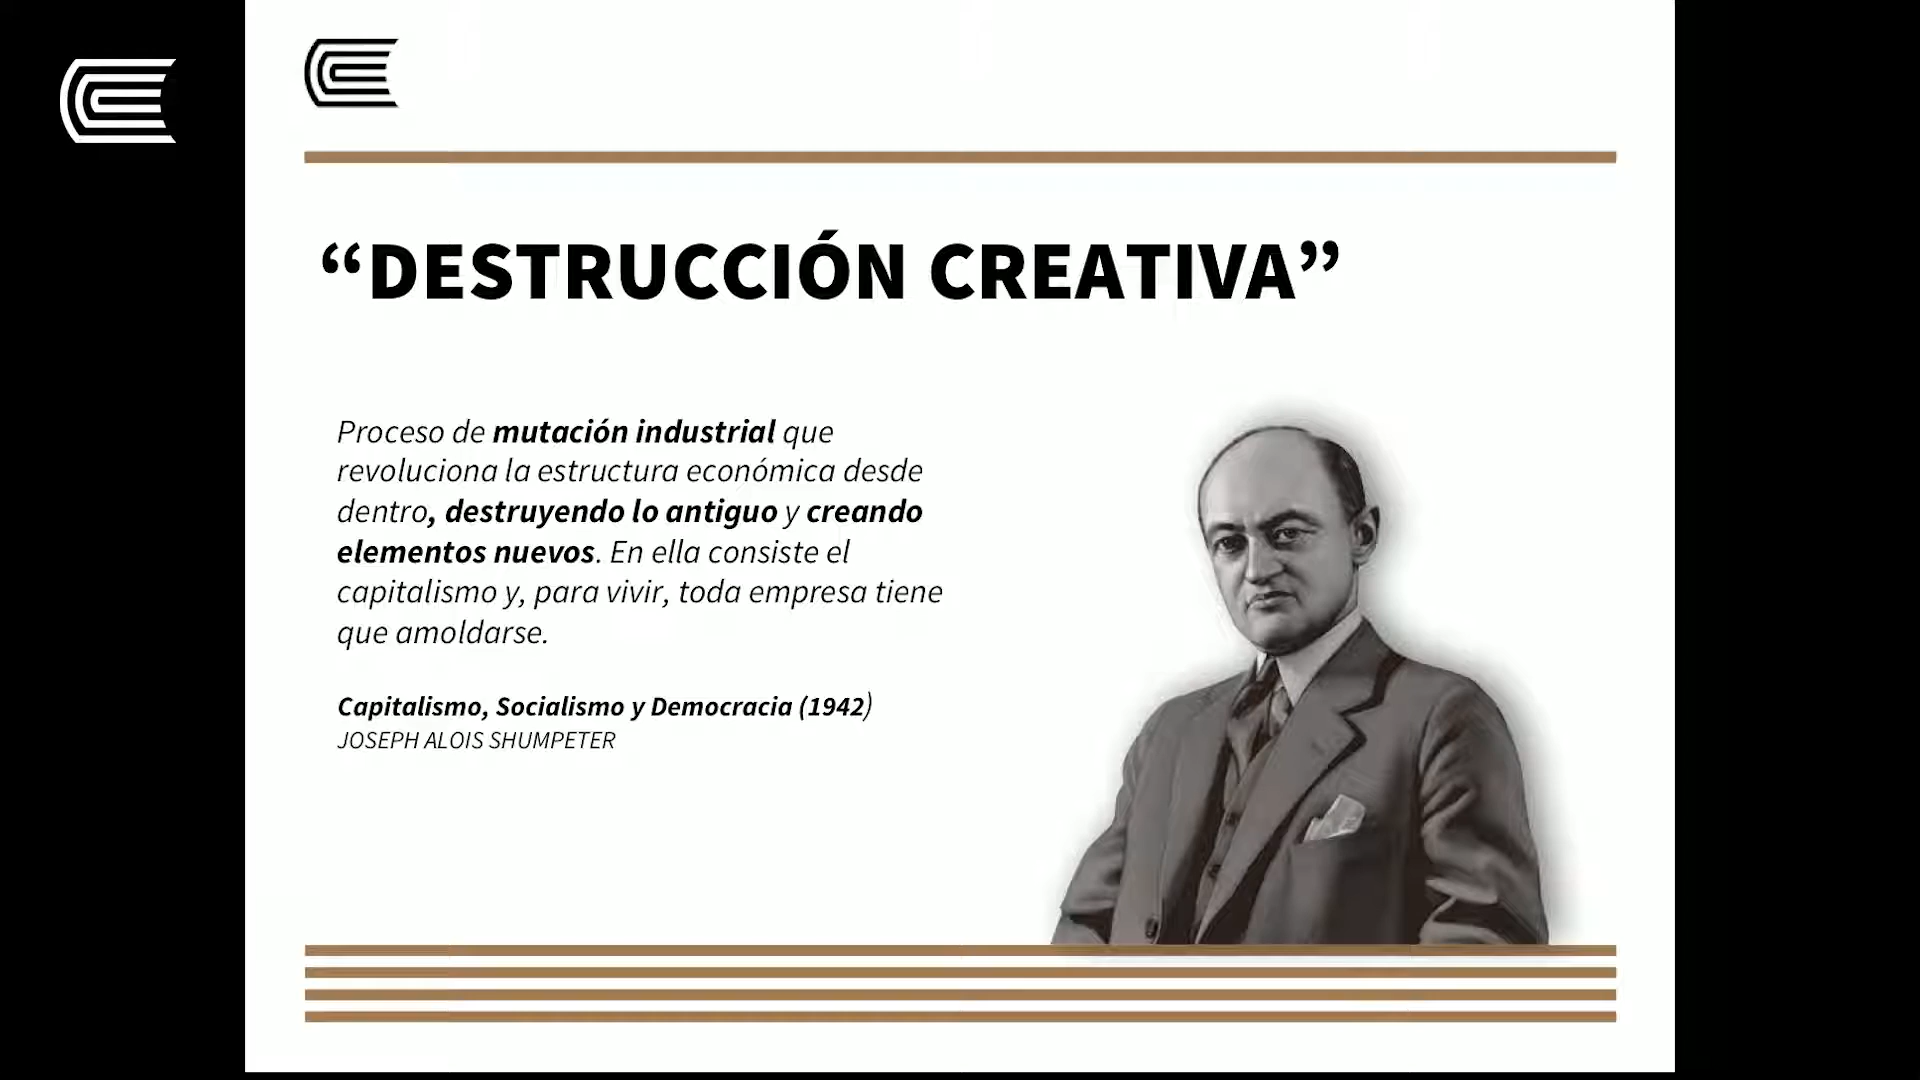 “DESTRUCCIÓN CREATIVA”
Proceso de mutación industrial que
revoluciona la estructura económica desde
dentro, destruyendo lo antiguo y creando
elementos nuevos. En ella consiste el
capitalismo y, para vivir, toda empresa tiene
que amoldarse.
Capitalismo, Socialismo y Democracia (1942)
JOSEPH ALOIS SHUMPETER